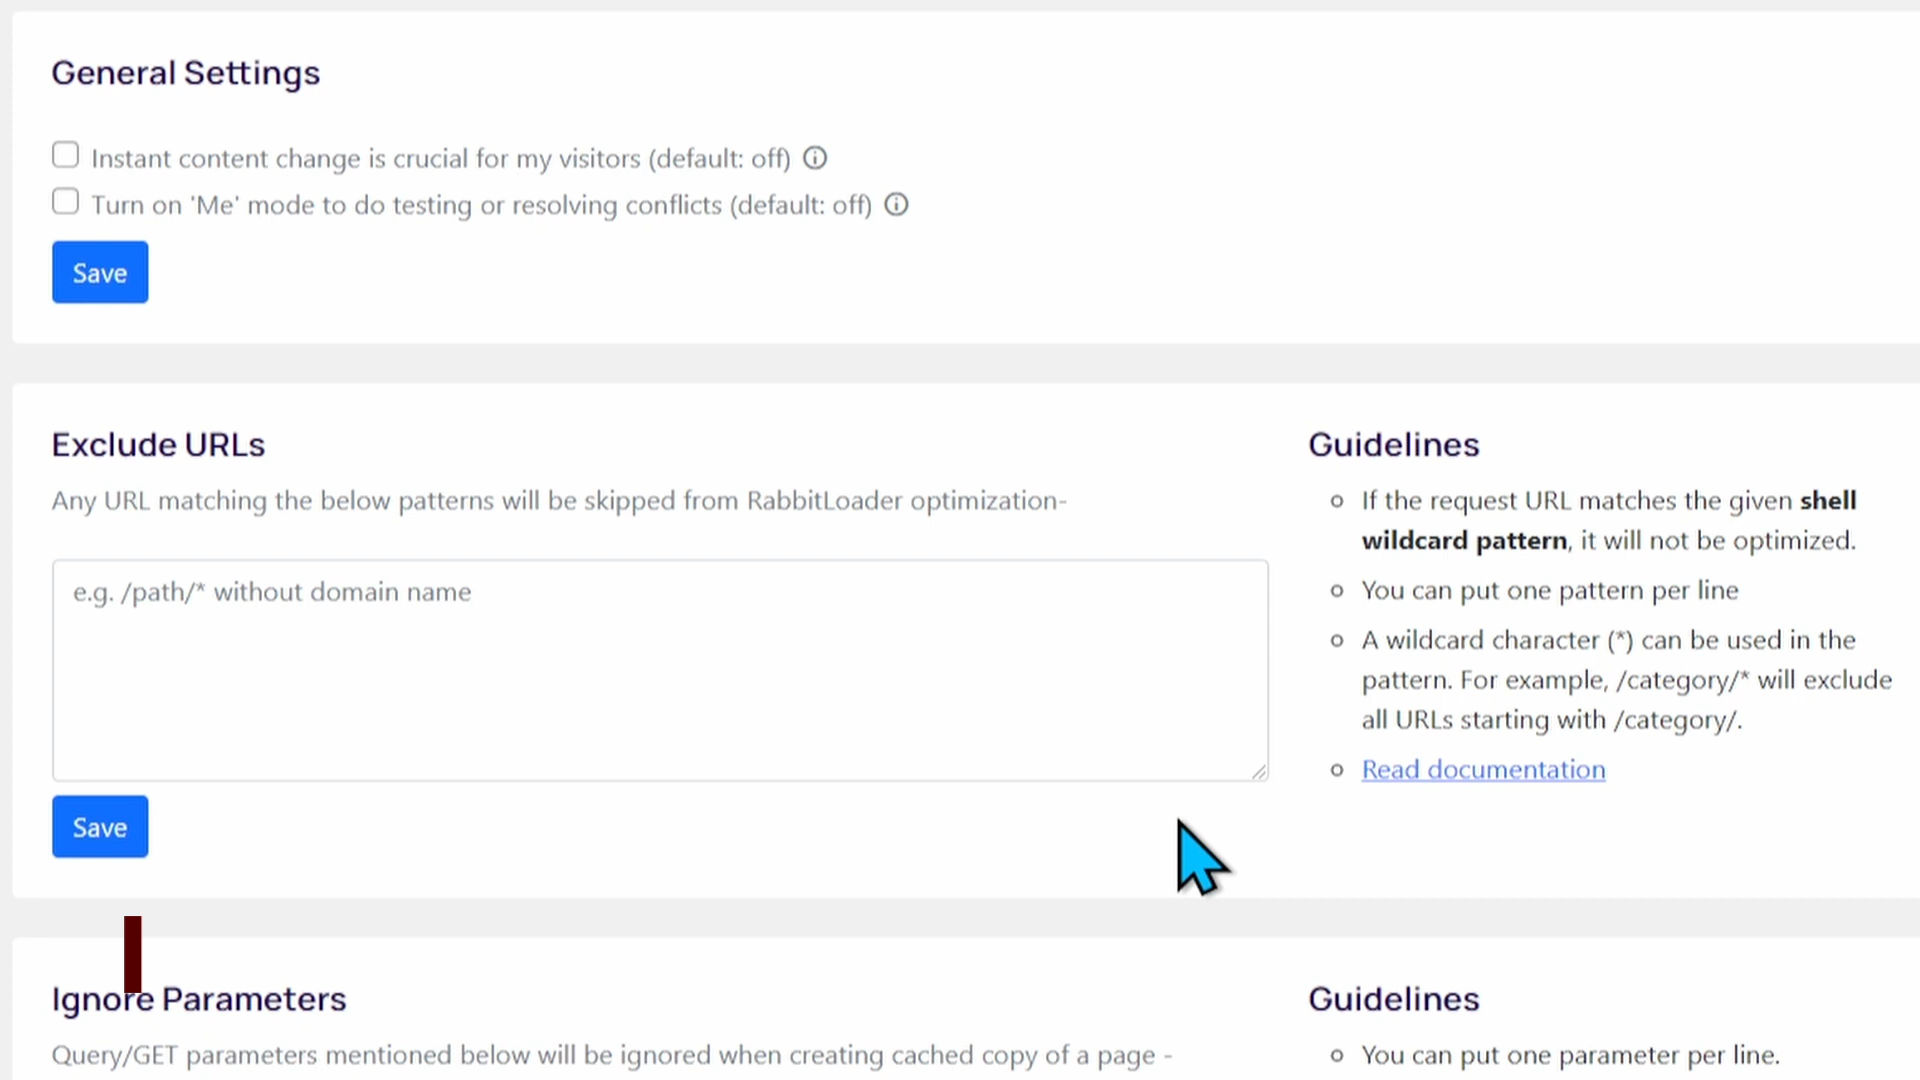 General Settings
Instant content change is crucial for my visitors (default: off)
Turn on 'Me' mode to do testing or resolving conflicts (default: off)
Save
Exclude URLs
Any URL matching the below patterns will be skipped from RabbitLoader optimization-
e.g. /path/* without domain name
Save
Guidelines
If the request URL matches the given shell
wildcard pattern, it will not be optimized.
You can put one pattern per line
A wildcard character (*) can be used in the
pattern. For example, /category/* will exclude
all URLs starting with /category/.
Read documentation
Ignore Parameters
Query/GET parameters mentioned below will be ignored when creating cached copy of a page -
Guidelines
You can put one parameter per line.